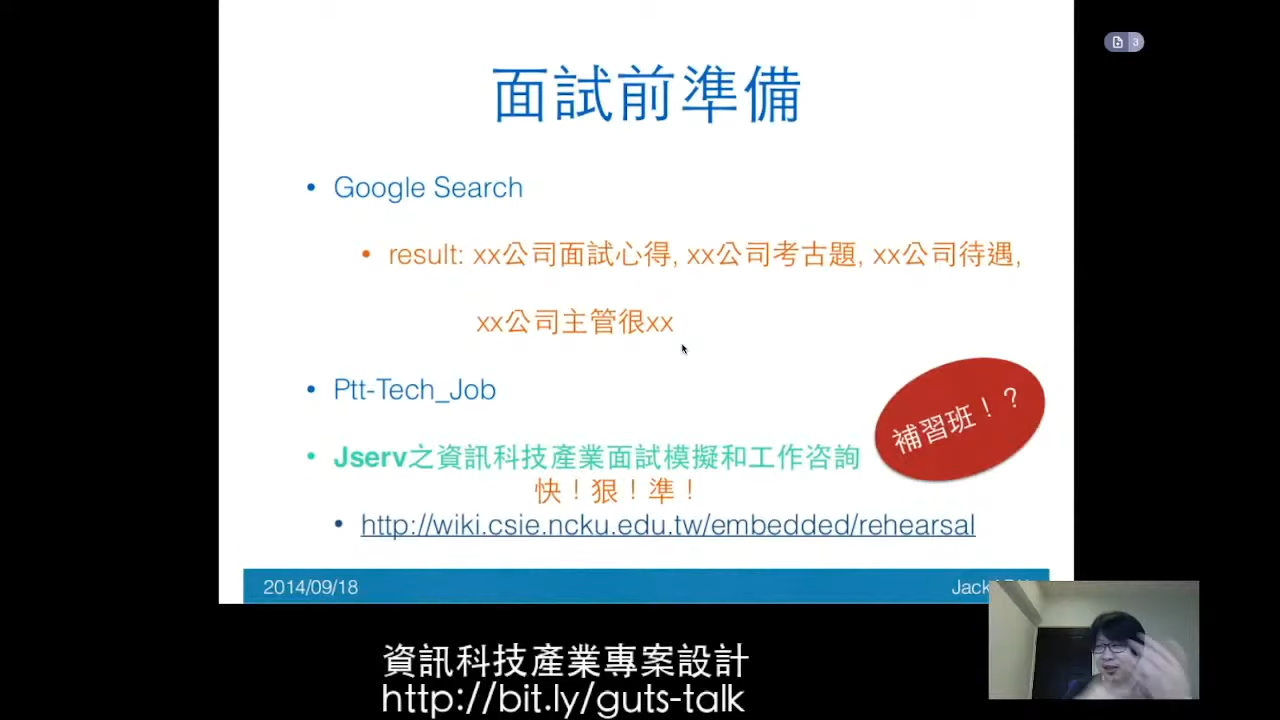 3
面試前準備
• Google Search
• result: xx公司面試心得, xx公司考古題, xx公司待遇,
xx公司主管很xx
• Ptt-Tech_Job
補習班！？
• Jserv之資訊科技產業面試模擬和工作咨詢
快！狠！準！
• http://wiki.csie.ncku.edu.tw/embedded/rehearsal
2014/09/18
Jack
資訊科技產業專案設計
http://bit.ly/guts-talk